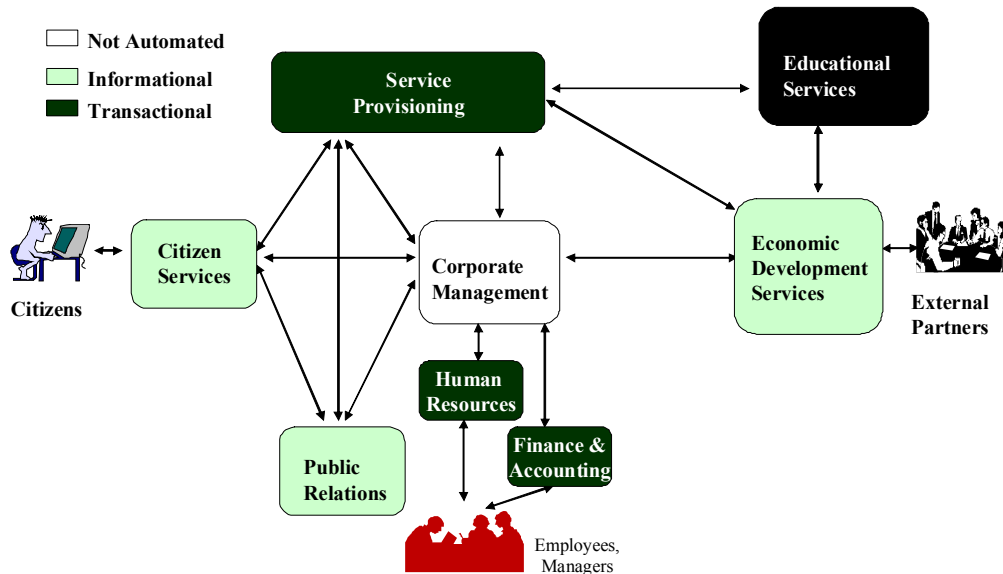 Not Automated
Informational
Transactional
Service
Provisioning
Educational
Services
Citizen
Services
Corporate
Management
Economic
Development
Services
Citizens
External
Partners
Human
Resources
Finance &
Accounting
Public
Relations
Employees,
Managers